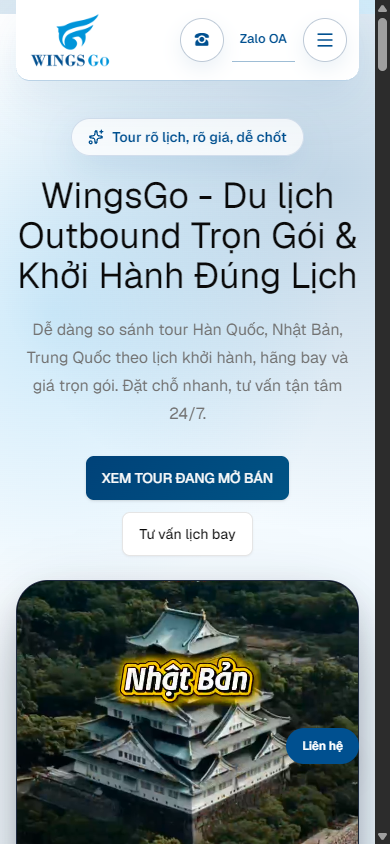 WINGS Go
Zalo OA
Tour rõ lịch, rõ giá, dễ chốt
WingsGo - Du lịch
Outbound Trọn Gói &
Khởi Hành Đúng Lịch
Dễ dàng so sánh tour Hàn Quốc, Nhật Bản,
Trung Quốc theo lịch khởi hành, hãng bay và
giá trọn gói. Đặt chỗ nhanh, tư vấn tận tâm
24/7.
XEM TOUR ĐANG MỞ BÁN
Tư vấn lịch bay
Nhật Bản
Liên hệ